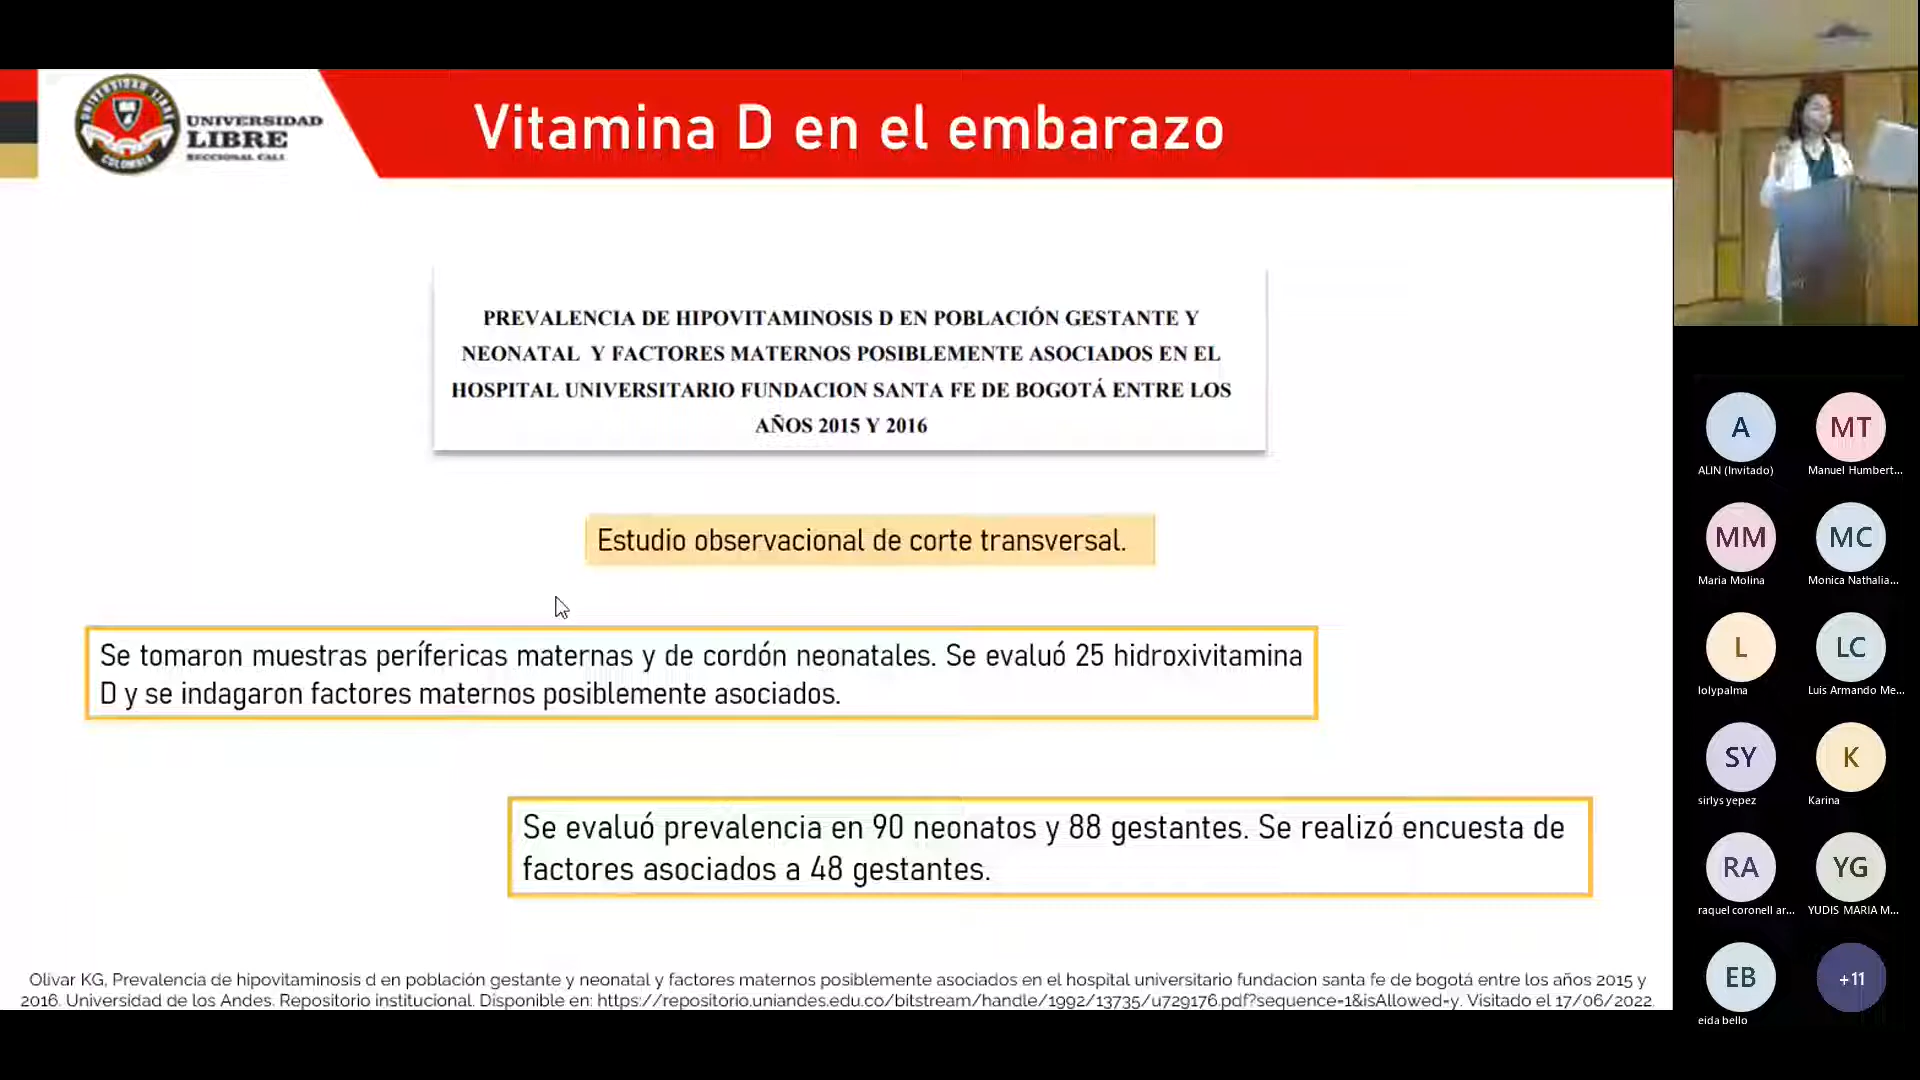 UNIVERSIDAD LIBRE
COLOMBIA
UNIVERSIDAD
LIBRE
SECCIONAL CALI
Vitamina D en el embarazo
PREVALENCIA DE HIPOVITAMINOSIS D EN POBLACIÓN GESTANTE Y
NEONATAL Y FACTORES MATERNOS POSIBLEMENTE ASOCIADOS EN EL
HOSPITAL UNIVERSITARIO FUNDACION SANTA FE DE BOGOTÁ ENTRE LOS
AÑOS 2015 Y 2016
Estudio observacional de corte transversal.
Se tomaron muestras perífericas maternas y de cordón neonatales. Se evaluó 25 hidroxivitamina
D y se indagaron factores maternos posiblemente asociados.
Se evaluó prevalencia en 90 neonatos y 88 gestantes. Se realizó encuesta de
factores asociados a 48 gestantes.
Olivar KG, Prevalencia de hipovitaminosis d en población gestante y neonatal y factores maternos posiblemente asociados en el hospital universitario fundacion santa fe de bogotá entre los años 2015 y
2016. Universidad de los Andes. Repositorio institucional. Disponible en: https://repositorio.uniandes.edu.co/bitstream/handle/1992/13735/u729176.pdf?sequence=1&isAllowed=y. Visitado el 17/06/2022.
A
MT
ALIN (Invitado)
Manuel Humbert...
MM
MC
Maria Molina
Monica Nathalia...
L
LC
lolypalma
Luis Armando Me...
SY
K
sirlys yepez
Karina
RA
YG
raquel coronell ar...
YUDIS MARIA M...
EB
+11
eida bello